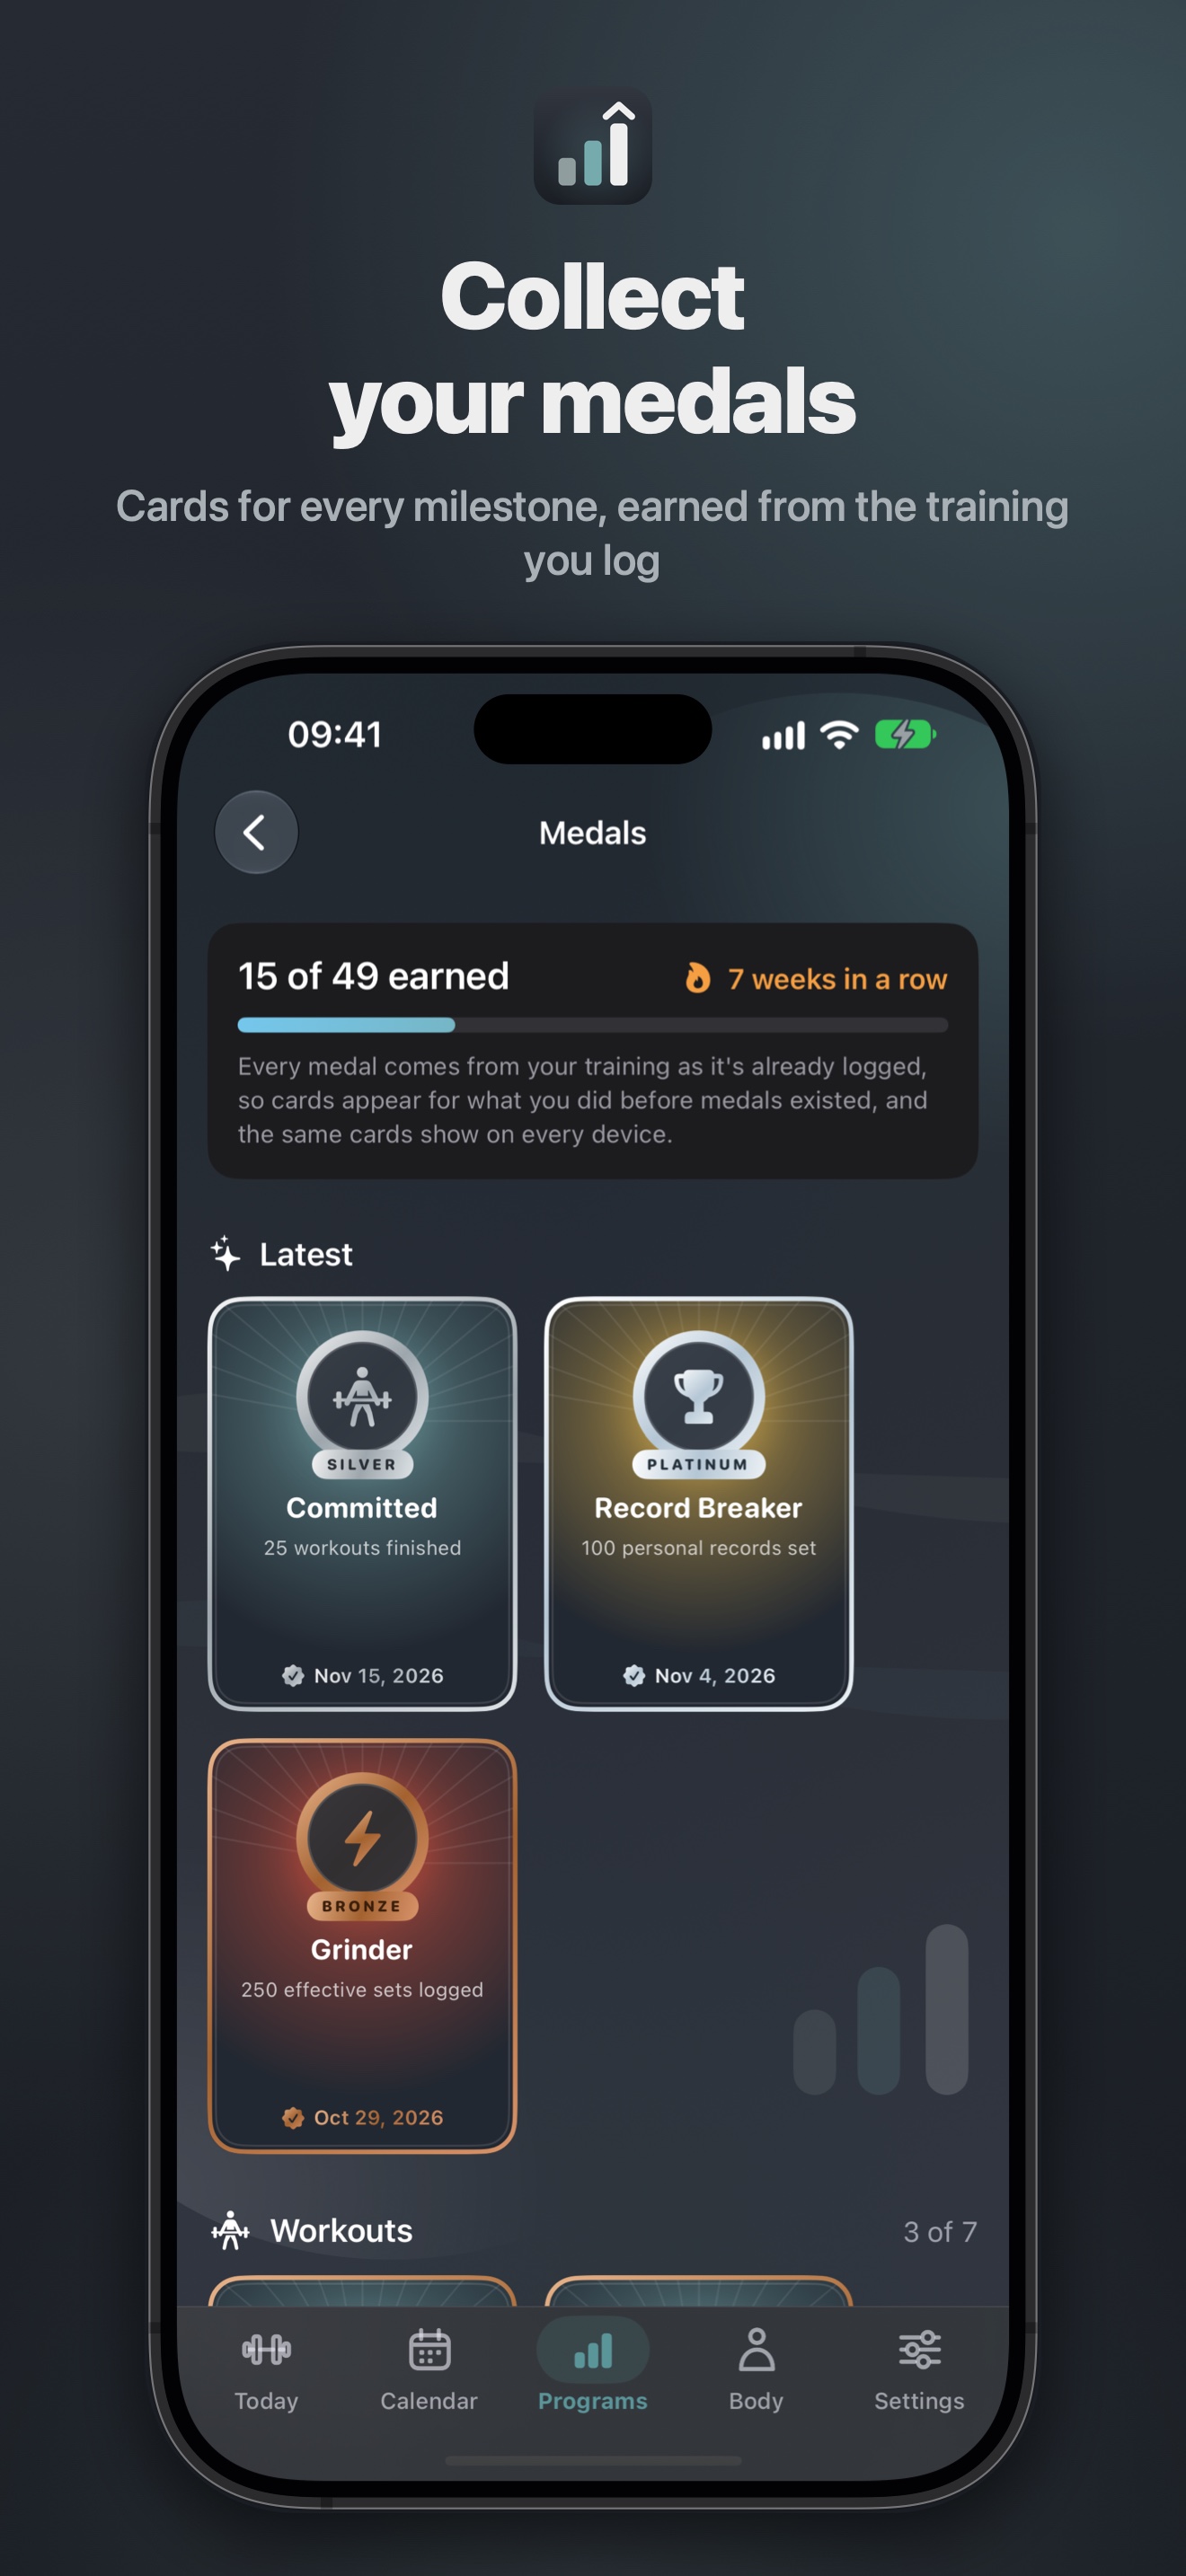 Collect
your medals
Cards for every milestone, earned from the training
you log
09:41
Medals
15 of 49 earned
7 weeks in a row
Every medal comes from your training as it's already logged,
so cards appear for what you did before medals existed, and
the same cards show on every device.
Latest
SILVER
Committed
25 workouts finished
Nov 15, 2026
PLATINUM
Record Breaker
100 personal records set
Nov 4, 2026
BRONZE
Grinder
250 effective sets logged
Oct 29, 2026
Workouts
3 of 7
Today
Calendar
Programs
Body
Settings